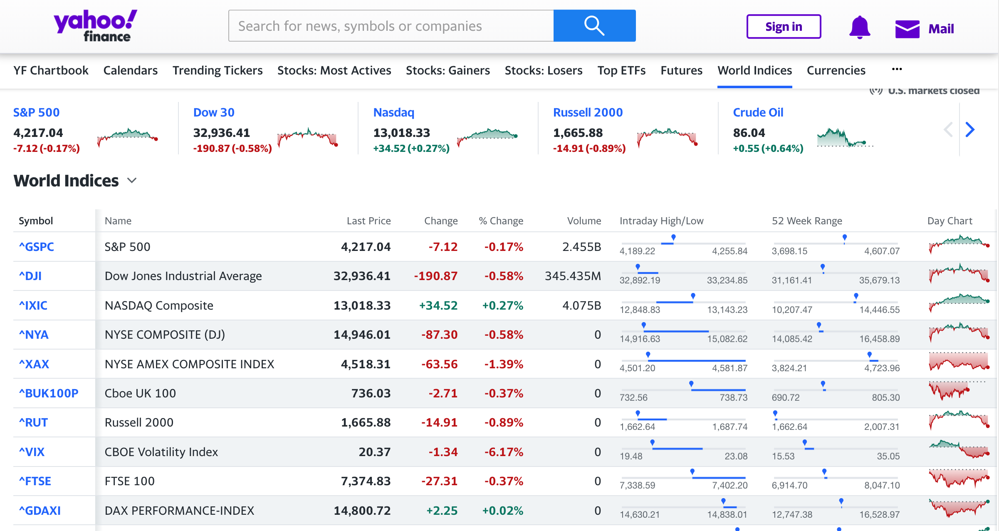 yahoo!
finance
Search for news, symbols or companies
Sign in
Mail
YF Chartbook Calendars Trending Tickers Stocks: Most Actives Stocks: Gainers Stocks: Losers Top ETFs Futures World Indices Currencies ...
U.S. markets closed
S&P 500
4,217.04
-7.12 (-0.17%)
Dow 30
32,936.41
-190.87 (-0.58%)
Nasdaq
13,018.33
+34.52 (+0.27%)
Russell 2000
1,665.88
-14.91 (-0.89%)
Crude Oil
86.04
+0.55 (+0.64%)
World Indices
Symbol Name Last Price Change % Change Volume Intraday High/Low 52 Week Range Day Chart
^GSPC S&P 500 4,217.04 -7.12 -0.17% 2.455B 4,189.22 4,255.84 3,698.15 4,607.07
^DJI Dow Jones Industrial Average 32,936.41 -190.87 -0.58% 345.435M 32,892.19 33,234.85 31,161.41 35,679.13
^IXIC NASDAQ Composite 13,018.33 +34.52 +0.27% 4.075B 12,848.83 13,143.23 10,207.47 14,446.55
^NYA NYSE COMPOSITE (DJ) 14,946.01 -87.30 -0.58% 0 14,916.63 15,082.62 14,085.42 16,458.89
^XAX NYSE AMEX COMPOSITE INDEX 4,518.31 -63.56 -1.39% 0 4,501.20 4,581.87 3,824.21 4,723.96
^BUK100P Cboe UK 100 736.03 -2.71 -0.37% 0 732.56 738.73 690.72 805.30
^RUT Russell 2000 1,665.88 -14.91 -0.89% 0 1,662.64 1,687.74 1,662.64 2,007.31
^VIX CBOE Volatility Index 20.37 -1.34 -6.17% 0 19.48 23.08 15.53 35.05
^FTSE FTSE 100 7,374.83 -27.31 -0.37% 0 7,338.59 7,402.20 6,914.70 8,047.10
^GDAXI DAX PERFORMANCE-INDEX 14,800.72 +2.25 +0.02% 0 14,630.21 14,838.01 12,747.38 16,528.97